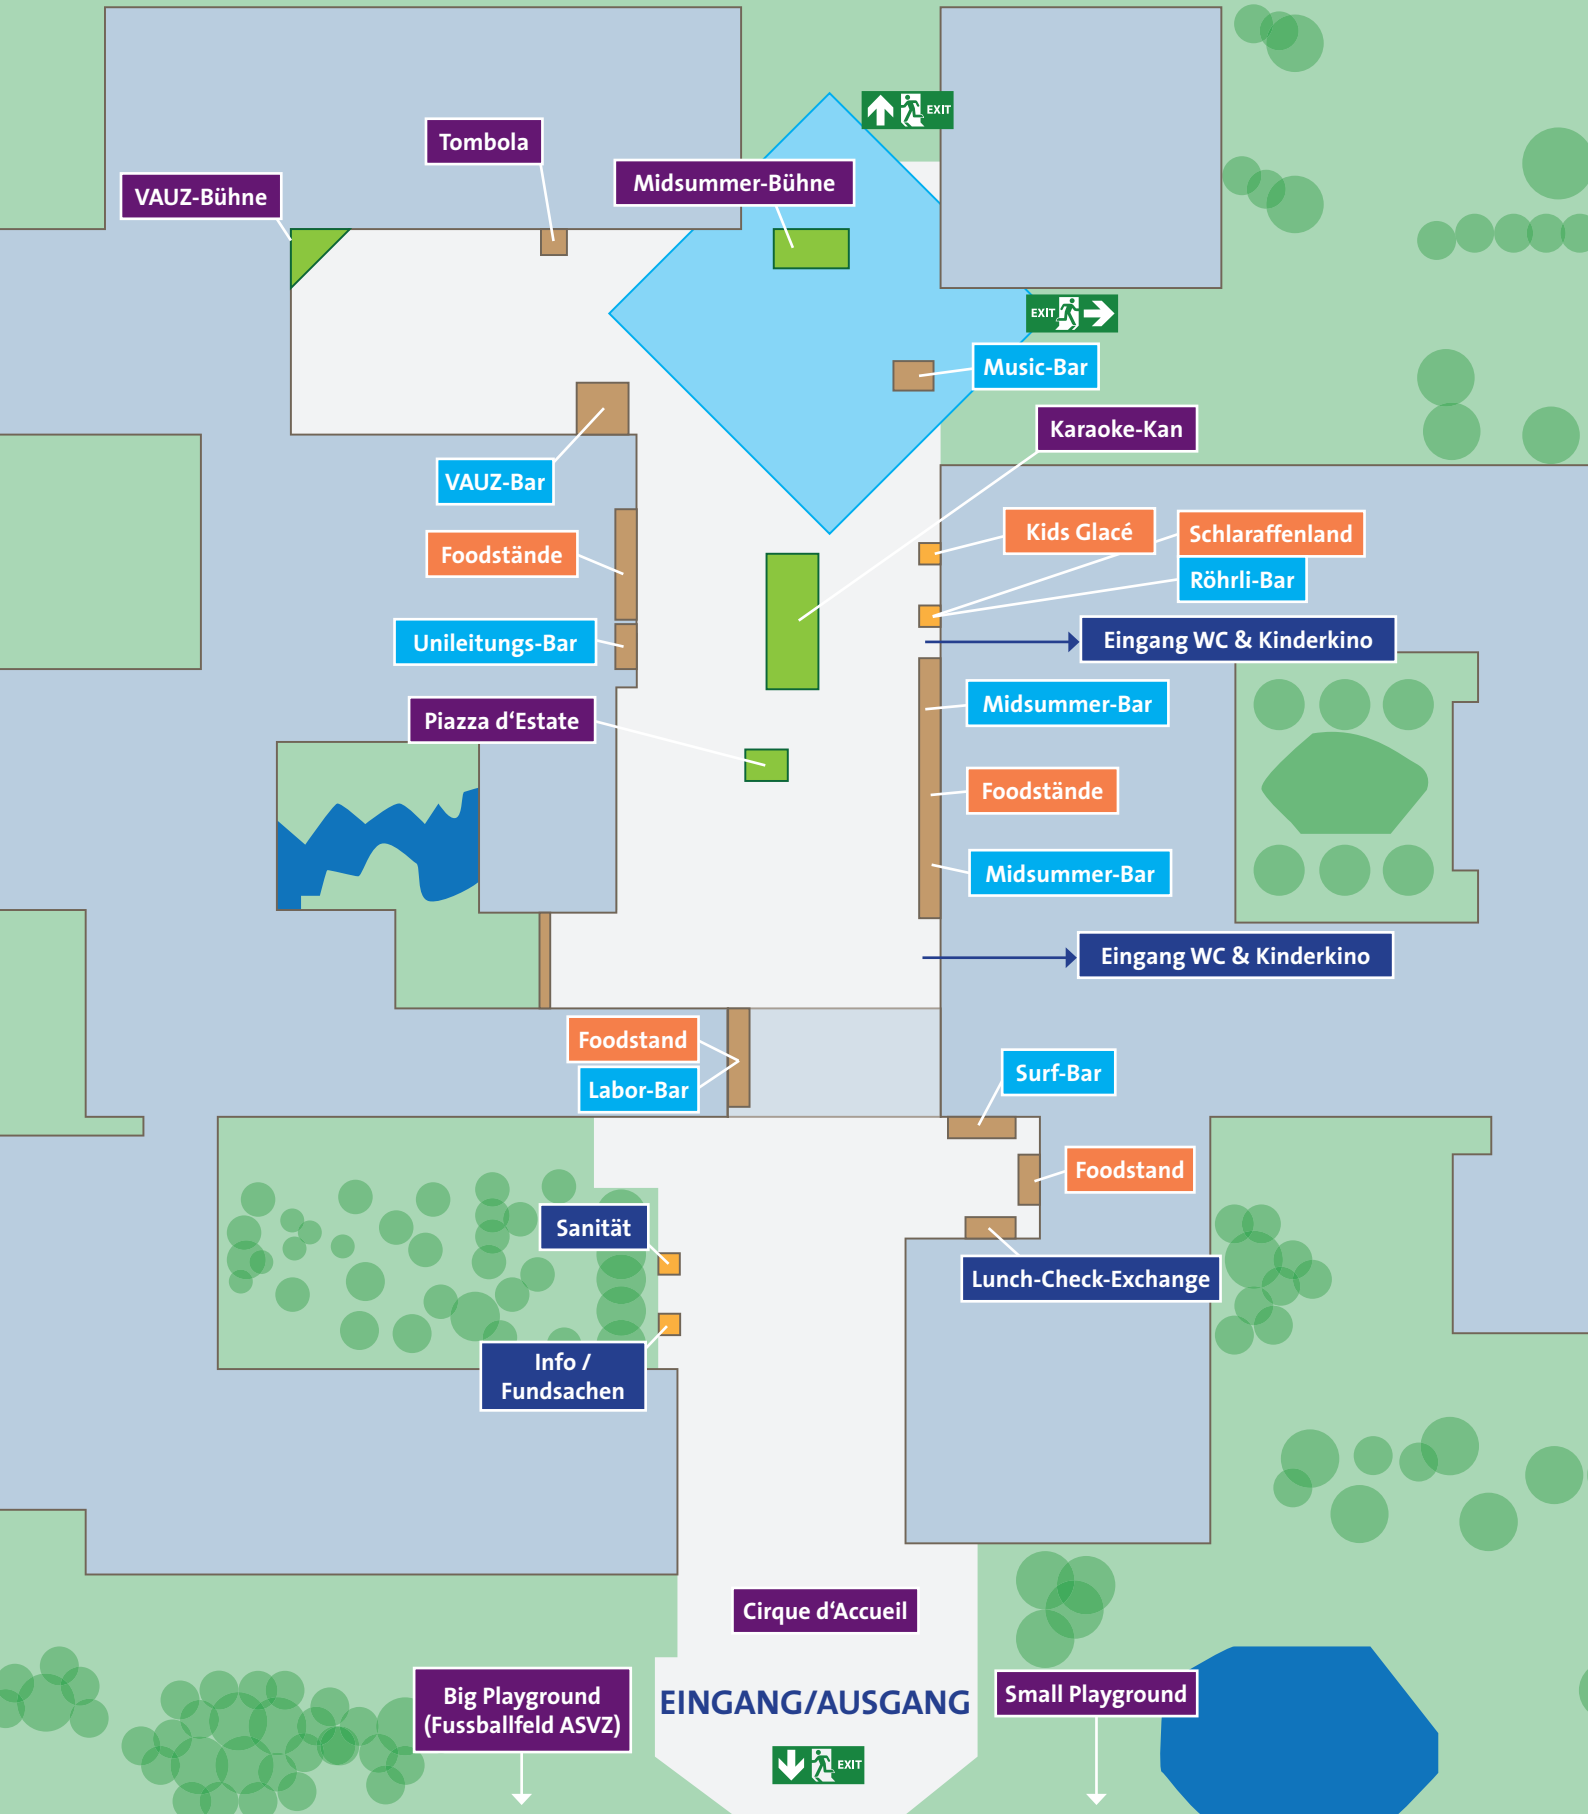 EXIT
Tombola
Midsummer-Bühne
VAUZ-Bühne
EXIT
Music-Bar
Karaoke-Kan
VAUZ-Bar
Kids Glacé
Schlaraffenland
Foodstände
Röhrli-Bar
Unileitungs-Bar
Eingang WC & Kinderkino
Midsummer-Bar
Piazza d‘Estate
Foodstände
Midsummer-Bar
Eingang WC & Kinderkino
Foodstand
Labor-Bar
Surf-Bar
Foodstand
Sanität
Lunch-Check-Exchange
Info /
Fundsachen
Cirque d‘Accueil
Big Playground
(Fussballfeld ASVZ)
EINGANG/AUSGANG
Small Playground
EXIT